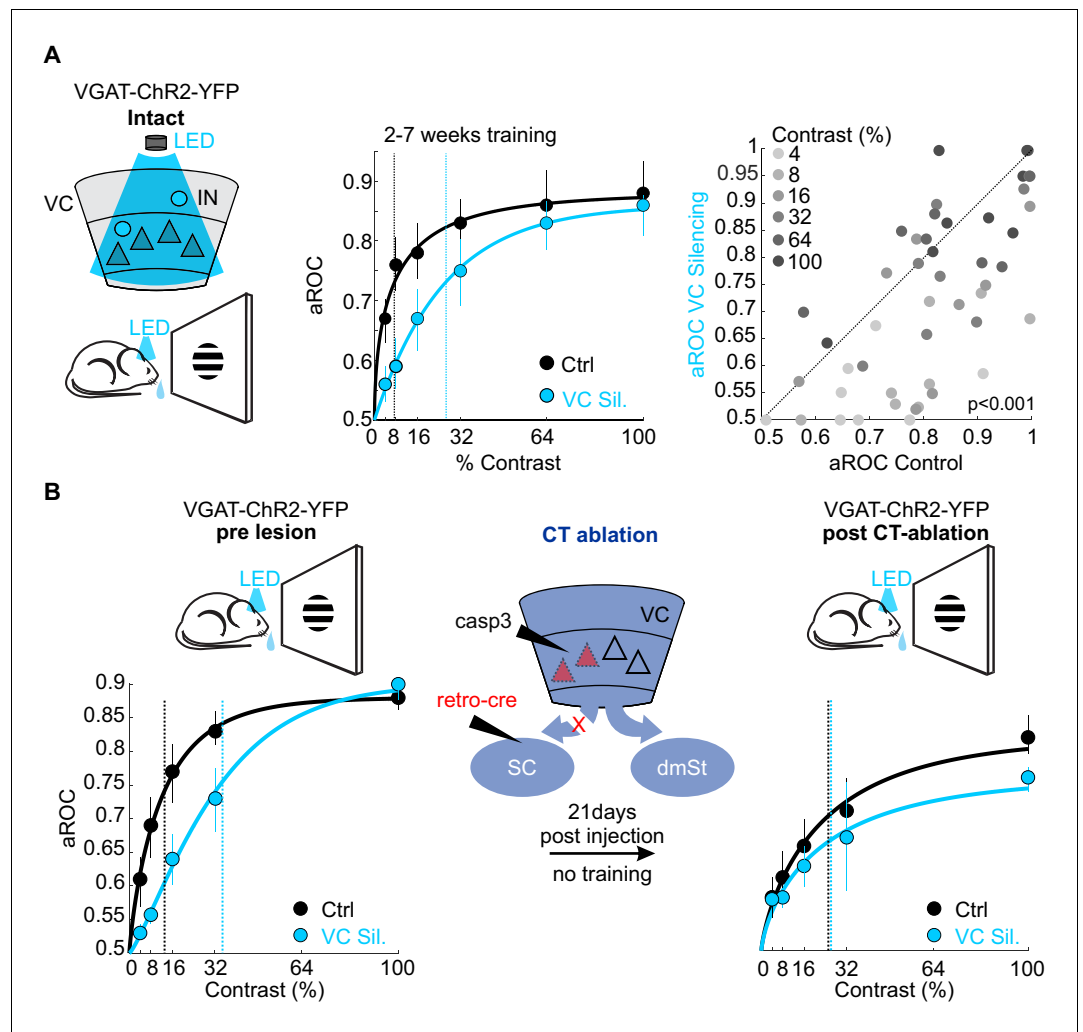 A
VGAT-ChR2-YFP
Intact
LED
VC
IN
LED
2-7 weeks training
aROC
0.9
0.8
0.7
0.6
0.5
0 8 16 32 64 100
% Contrast
Ctrl
VC Sil.
Contrast (%)
4
8
16
32
64
100
aROC VC Silencing
1
0.95
0.9
0.85
0.8
0.75
0.7
0.65
0.6
0.55
0.5
0.5 0.6 0.7 0.8 0.9 1
aROC Control
p<0.001
B
VGAT-ChR2-YFP
pre lesion
LED
aROC
0.9
0.85
0.8
0.75
0.7
0.65
0.6
0.55
0.5
0 8 16 32 64 100
Contrast (%)
Ctrl
VC Sil.
CT ablation
VC
casp3
retro-cre
X
SC
dmSt
21days
post injection
no training
VGAT-ChR2-YFP
post CT-ablation
LED
Ctrl
VC Sil.
0 8 16 32 64 100
Contrast (%)